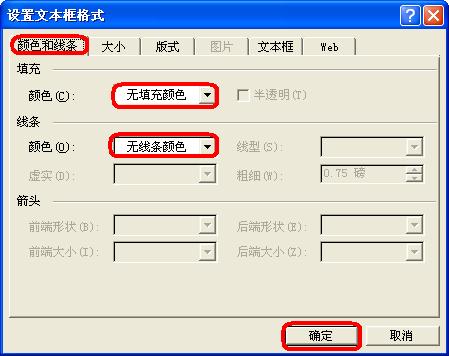 设置文本框格式
颜色和线条 大小 版式 图片 文本框 Web
填充
颜色(C): 无填充颜色 半透明(T)
线条
颜色(O): 无线条颜色 线型(S):
虚实(D): 粗细(W): 0.75 磅
箭头
前端形状(B): 后端形状(E):
前端大小(I): 后端大小(Z):
确定 取消